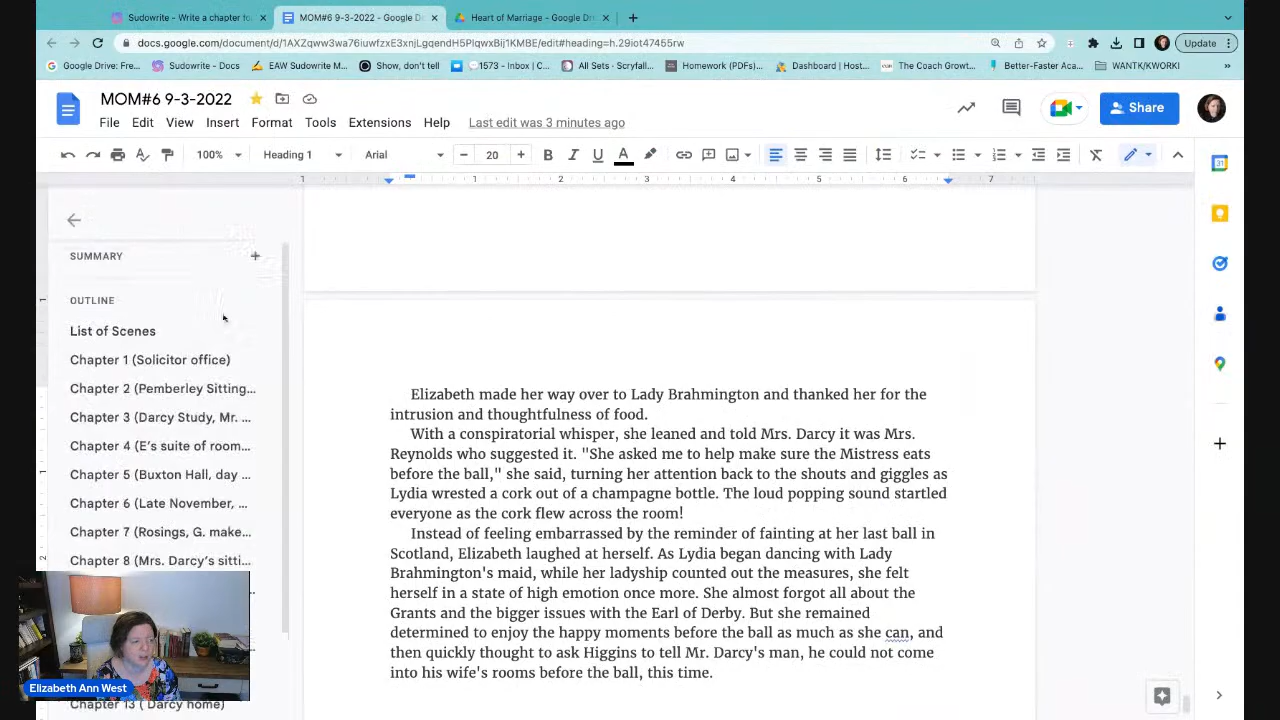 Sudowrite - Write a chapter fo
MOM#6 9-3-2022 - Google D
Heart of Marriage - Google Dri
docs.google.com/document/d/1AXZqww3wa76iuwfzxE3xnjLgqendH5PlqwxBij1KMBE/edit#heading=h.29iot47455rw
Update
Google Drive: Fre...
Sudowrite - Docs
EAW Sudowrite M...
Show, don't tell
1573 - Inbox | C...
All Sets · Scryfall...
Homework (PDFs)...
Dashboard | Host...
The Coach Growt...
Better-Faster Aca...
WANTK/KWORKI
»
MOM#6 9-3-2022
File Edit View Insert Format Tools Extensions Help Last edit was 3 minutes ago
Share
100% Heading 1 Arial 20
1 1 2 3 4 5 6 7
SUMMARY
OUTLINE
List of Scenes
Chapter 1 (Solicitor office)
Chapter 2 (Pemberley Sitting...
Chapter 3 (Darcy Study, Mr. ...
Chapter 4 (E's suite of room...
Chapter 5 (Buxton Hall, day ...
Chapter 6 (Late November, ...
Chapter 7 (Rosings, G. make...
Chapter 8 (Mrs. Darcy's sitti...
Chapter 13 ( Darcy home)
Elizabeth Ann West
Elizabeth made her way over to Lady Brahmington and thanked her for the
intrusion and thoughtfulness of food.
With a conspiratorial whisper, she leaned and told Mrs. Darcy it was Mrs.
Reynolds who suggested it. "She asked me to help make sure the Mistress eats
before the ball," she said, turning her attention back to the shouts and giggles as
Lydia wrested a cork out of a champagne bottle. The loud popping sound startled
everyone as the cork flew across the room!
Instead of feeling embarrassed by the reminder of fainting at her last ball in
Scotland, Elizabeth laughed at herself. As Lydia began dancing with Lady
Brahmington's maid, while her ladyship counted out the measures, she felt
herself in a state of high emotion once more. She almost forgot all about the
Grants and the bigger issues with the Earl of Derby. But she remained
determined to enjoy the happy moments before the ball as much as she can, and
then quickly thought to ask Higgins to tell Mr. Darcy's man, he could not come
into his wife's rooms before the ball, this time.